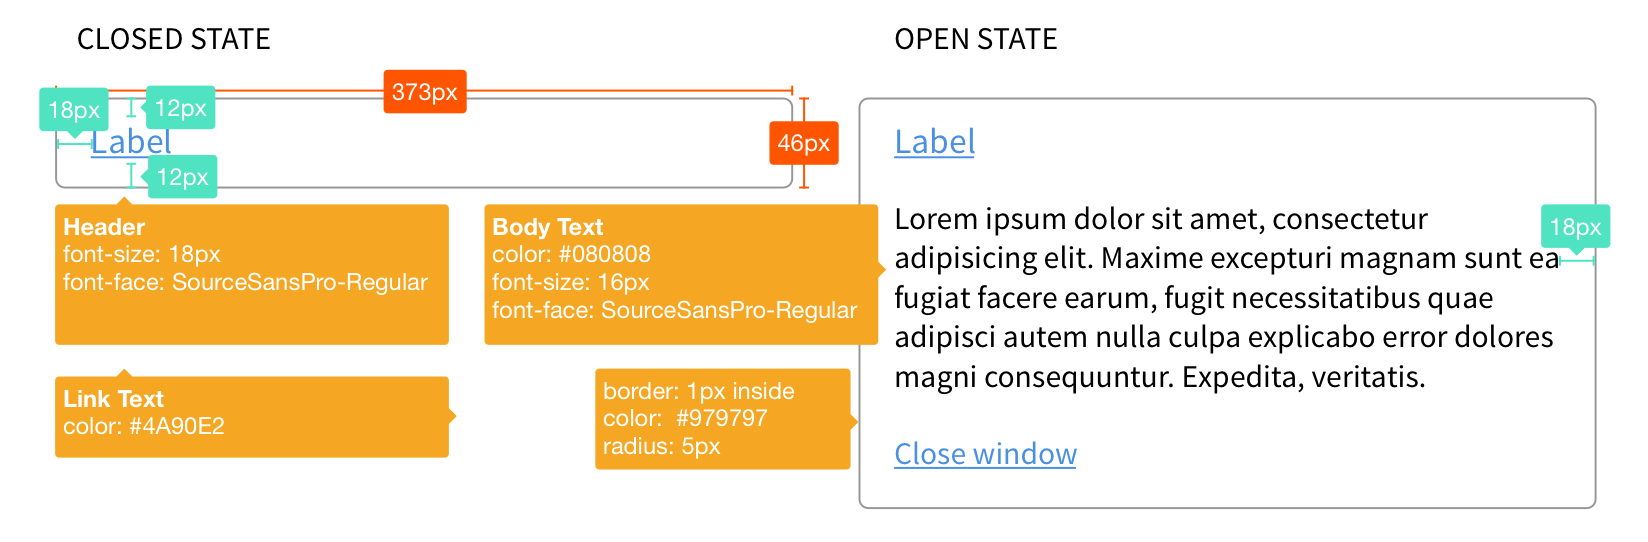 CLOSED STATE
373px
18px
12px
Label
12px
46px
Header
font-size: 18px
font-face: SourceSansPro-Regular
Body Text
color: #080808
font-size: 16px
font-face: SourceSansPro-Regular
Link Text
color: #4A90E2
border: 1px inside
color:  #979797
radius: 5px
OPEN STATE
Label
Lorem ipsum dolor sit amet, consectetur
adipisicing elit. Maxime excepturi magnam sunt ea
fugiat facere earum, fugit necessitatibus quae
adipisci autem nulla culpa explicabo error dolores
magni consequuntur. Expedita, veritatis.
18px
Close window